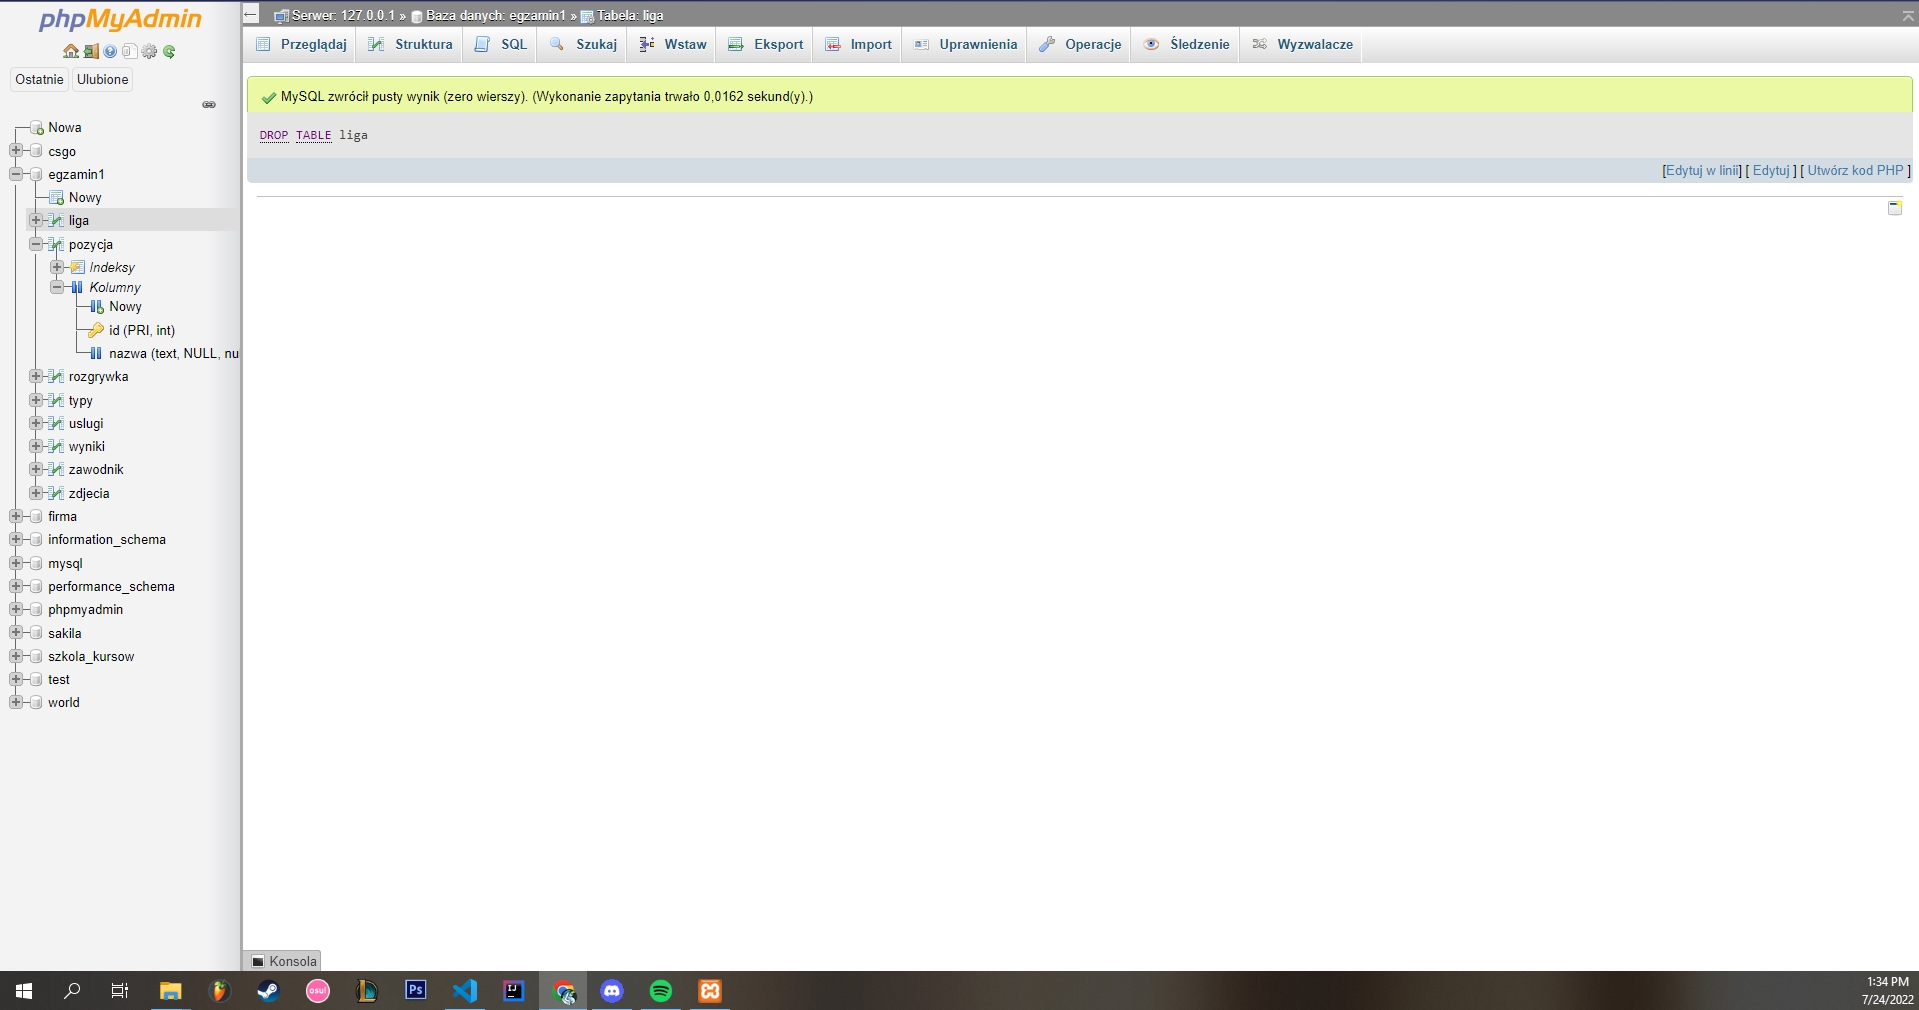 phpMyAdmin
Ostatnie Ulubione
Nowa
csgo
egzamin1
Nowy
liga
pozycja
Indeksy
Kolumny
Nowy
id (PRI, int)
nazwa (text, NULL, nu
rozgrywka
typy
uslugi
wyniki
zawodnik
zdjecia
firma
information_schema
mysql
performance_schema
phpmyadmin
sakila
szkola_kursow
test
world
Serwer: 127.0.0.1 » Baza danych: egzamin1 » Tabela: liga
Przeglądaj Struktura SQL Szukaj Wstaw Eksport Import Uprawnienia Operacje Śledzenie Wyzwalacze
MySQL zwrócił pusty wynik (zero wierszy). (Wykonanie zapytania trwało 0,0162 sekund(y).)
DROP TABLE liga
[Edytuj w linii] [ Edytuj ] [ Utwórz kod PHP ]
Konsola
osu!
Ps
IJ
1:34 PM
7/24/2022